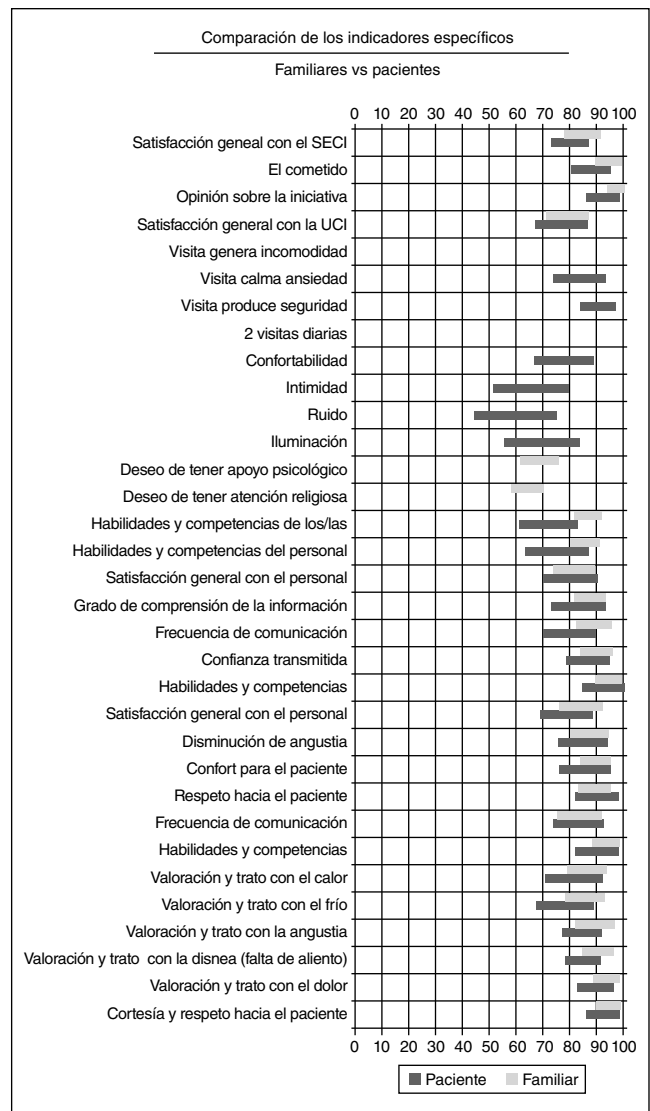 Comparación de los indicadores específicos
Familiares vs pacientes
0 10 20 30 40 50 60 70 80 90 100
Satisfacción geneal con el SECI
El cometido
Opinión sobre la iniciativa
Satisfacción general con la UCI
Visita genera incomodidad
Visita calma ansiedad
Visita produce seguridad
2 visitas diarias
Confortabilidad
Intimidad
Ruido
Iluminación
Deseo de tener apoyo psicológico
Deseo de tener atención religiosa
Habilidades y competencias de los/las
Habilidades y competencias del personal
Satisfacción general con el personal
Grado de comprensión de la información
Frecuencia de comunicación
Confianza transmitida
Habilidades y competencias
Satisfacción general con el personal
Disminución de angustia
Confort para el paciente
Respeto hacia el paciente
Frecuencia de comunicación
Habilidades y competencias
Valoración y trato con el calor
Valoración y trato con el frío
Valoración y trato con la angustia
Valoración y trato con la disnea (falta de aliento)
Valoración y trato con el dolor
Cortesía y respeto hacia el paciente
0 10 20 30 40 50 60 70 80 90 100
Paciente Familiar